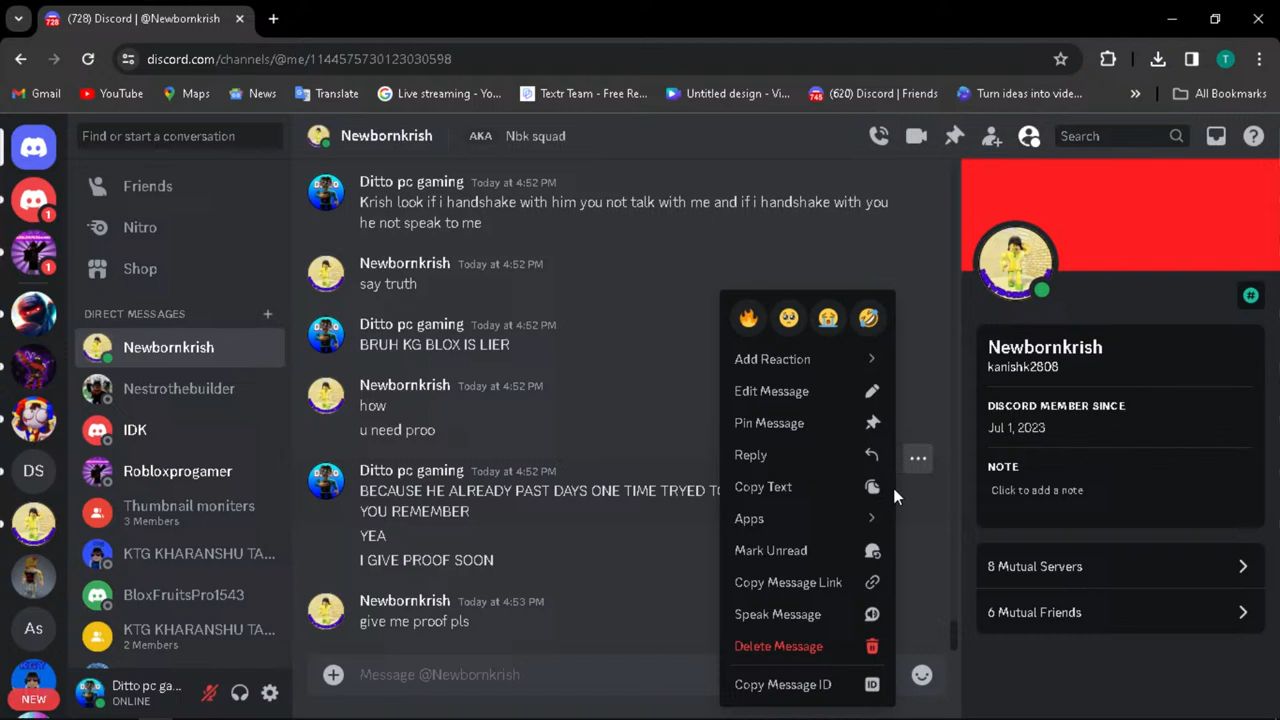 728
(728) Discord | @Newbornkrish
discord.com/channels/@me/1144575730123030598
T
Gmail
YouTube
Maps
News
Translate
Live streaming - Yo...
Textr Team - Free Re...
Untitled design - Vi...
745
(620) Discord | Friends
Turn ideas into vide...
All Bookmarks
Find or start a conversation
Newbornkrish
AKA
Nbk squad
Search
Friends
Nitro
Shop
DIRECT MESSAGES
Newbornkrish
Nestrothebuilder
IDK
Robloxprogamer
Thumbnail moniters
3 Members
KTG KHARANSHU TA...
BloxFruitsPro1543
KTG KHARANSHU TA...
2 Members
Ditto pc ga...
ONLINE
1
1
DS
As
NEW
Ditto pc gaming Today at 4:52 PM
Krish look if i handshake with him you not talk with me and if i handshake with you
he not speak to me
Newbornkrish Today at 4:52 PM
say truth
Ditto pc gaming Today at 4:52 PM
BRUH KG BLOX IS LIER
Newbornkrish Today at 4:52 PM
how
u need proo
Ditto pc gaming Today at 4:52 PM
BECAUSE HE ALREADY PAST DAYS ONE TIME TRYED TO
YOU REMEMBER
YEA
I GIVE PROOF SOON
Newbornkrish Today at 4:53 PM
give me proof pls
Message @Newbornkrish
Add Reaction
Edit Message
Pin Message
Reply
Copy Text
Apps
Mark Unread
Copy Message Link
Speak Message
Delete Message
Copy Message ID
ID
Newbornkrish
kanishk2808
DISCORD MEMBER SINCE
Jul 1, 2023
NOTE
Click to add a note
8 Mutual Servers
6 Mutual Friends